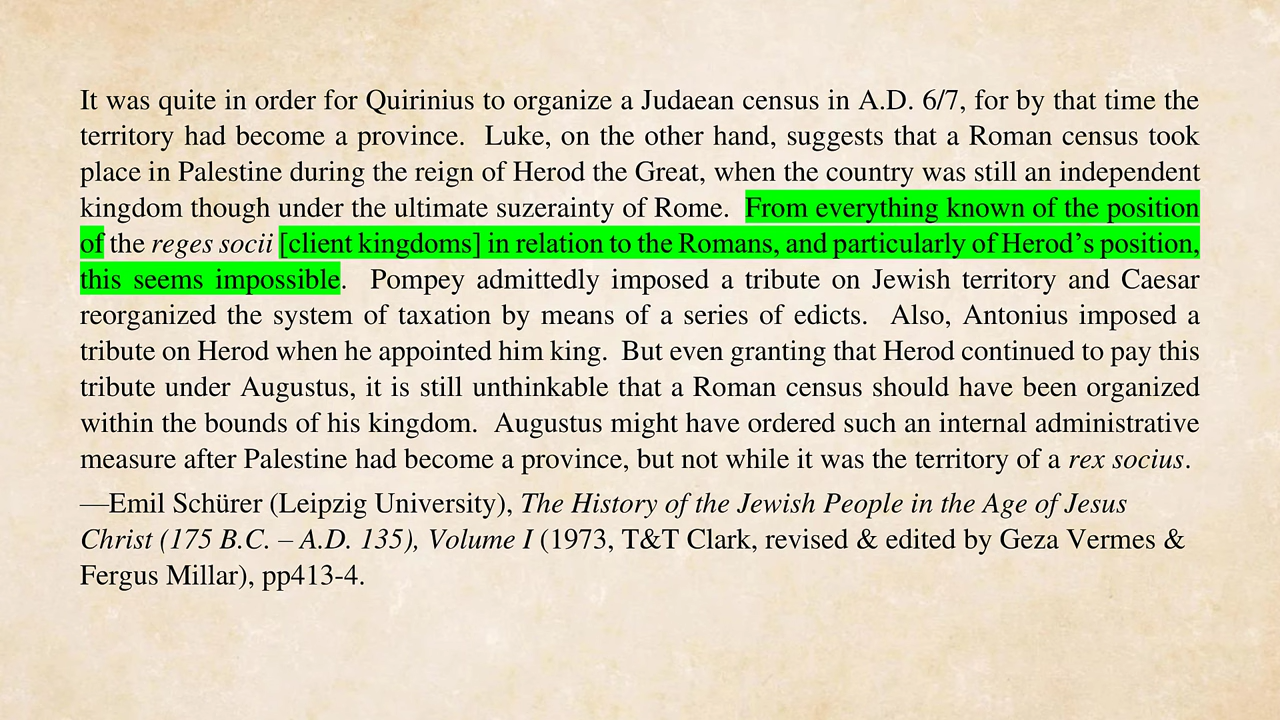 It was quite in order for Quirinius to organize a Judaean census in A.D. 6/7, for by that time the
territory had become a province.  Luke, on the other hand, suggests that a Roman census took
place in Palestine during the reign of Herod the Great, when the country was still an independent
kingdom though under the ultimate suzerainty of Rome.  From everything known of the position
of the reges socii [client kingdoms] in relation to the Romans, and particularly of Herod’s position,
this seems impossible.  Pompey admittedly imposed a tribute on Jewish territory and Caesar
reorganized the system of taxation by means of a series of edicts.  Also, Antonius imposed a
tribute on Herod when he appointed him king.  But even granting that Herod continued to pay this
tribute under Augustus, it is still unthinkable that a Roman census should have been organized
within the bounds of his kingdom.  Augustus might have ordered such an internal administrative
measure after Palestine had become a province, but not while it was the territory of a rex socius.
—Emil Schürer (Leipzig University), The History of the Jewish People in the Age of Jesus
Christ (175 B.C. – A.D. 135), Volume I (1973, T&T Clark, revised & edited by Geza Vermes &
Fergus Millar), pp413-4.